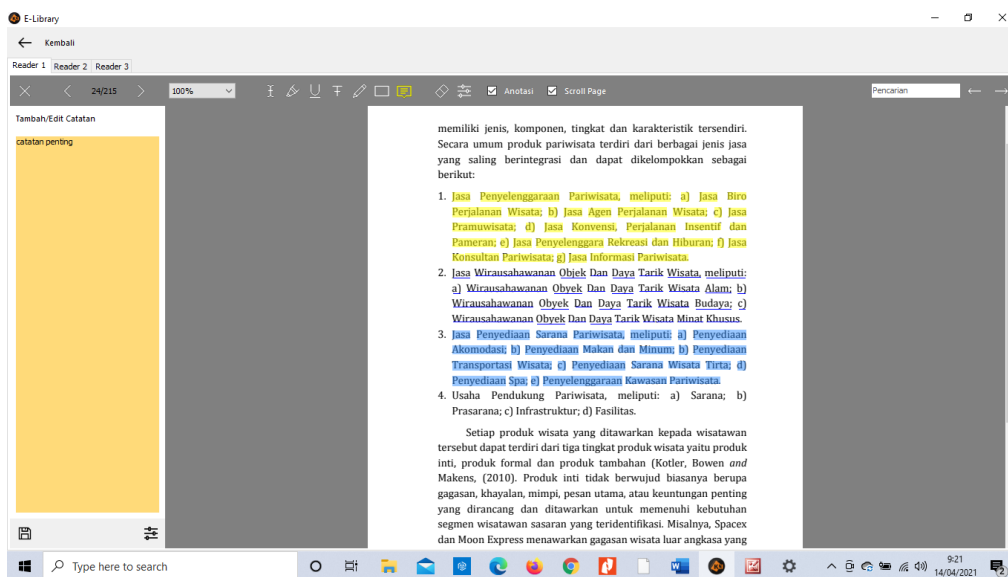 E-Library
Kembali
Reader 1 Reader 2 Reader 3
24/215 100% Anotasi Scroll Page Pencarian
Tambah/Edit Catatan
catatan penting
memiliki jenis, komponen, tingkat dan karakteristik tersendiri.
Secara umum produk pariwisata terdiri dari berbagai jenis jasa
yang saling berintegrasi dan dapat dikelompokkan sebagai
berikut:
1. Jasa Penyelenggaraan Pariwisata, meliputi: a) Jasa Biro
Perjalanan Wisata; b) Jasa Agen Perjalanan Wisata; c) Jasa
Pramuwisata; d) Jasa Konvensi, Perjalanan Insentif dan
Pameran; e) Jasa Penyelenggara Rekreasi dan Hiburan; f) Jasa
Konsultan Pariwisata; g) Jasa Informasi Pariwisata.
2. Jasa Wirausahawanan Objek Dan Daya Tarik Wisata, meliputi:
a) Wirausahawanan Obyek Dan Daya Tarik Wisata Alam; b)
Wirausahawanan Obyek Dan Daya Tarik Wisata Budaya; c)
Wirausahawanan Obyek Dan Daya Tarik Wisata Minat Khusus.
3. Jasa Penyediaan Sarana Pariwisata, meliputi: a) Penyediaan
Akomodasi; b) Penyediaan Makan dan Minum; b) Penyediaan
Transportasi Wisata; c) Penyediaan Sarana Wisata Tirta; d)
Penyediaan Spa; e) Penyelenggaraan Kawasan Pariwisata.
4. Usaha Pendukung Pariwisata, meliputi: a) Sarana; b)
Prasarana; c) Infrastruktur; d) Fasilitas.
Setiap produk wisata yang ditawarkan kepada wisatawan
tersebut dapat terdiri dari tiga tingkat produk wisata yaitu produk
inti, produk formal dan produk tambahan (Kotler, Bowen and
Makens, (2010). Produk inti tidak berwujud biasanya berupa
gagasan, khayalan, mimpi, pesan utama, atau keuntungan penting
yang dirancang dan ditawarkan untuk memenuhi kebutuhan
segmen wisatawan sasaran yang teridentifikasi. Misalnya, Spacex
dan Moon Express menawarkan gagasan wisata luar angkasa yang
Type here to search
9:21
14/04/2021